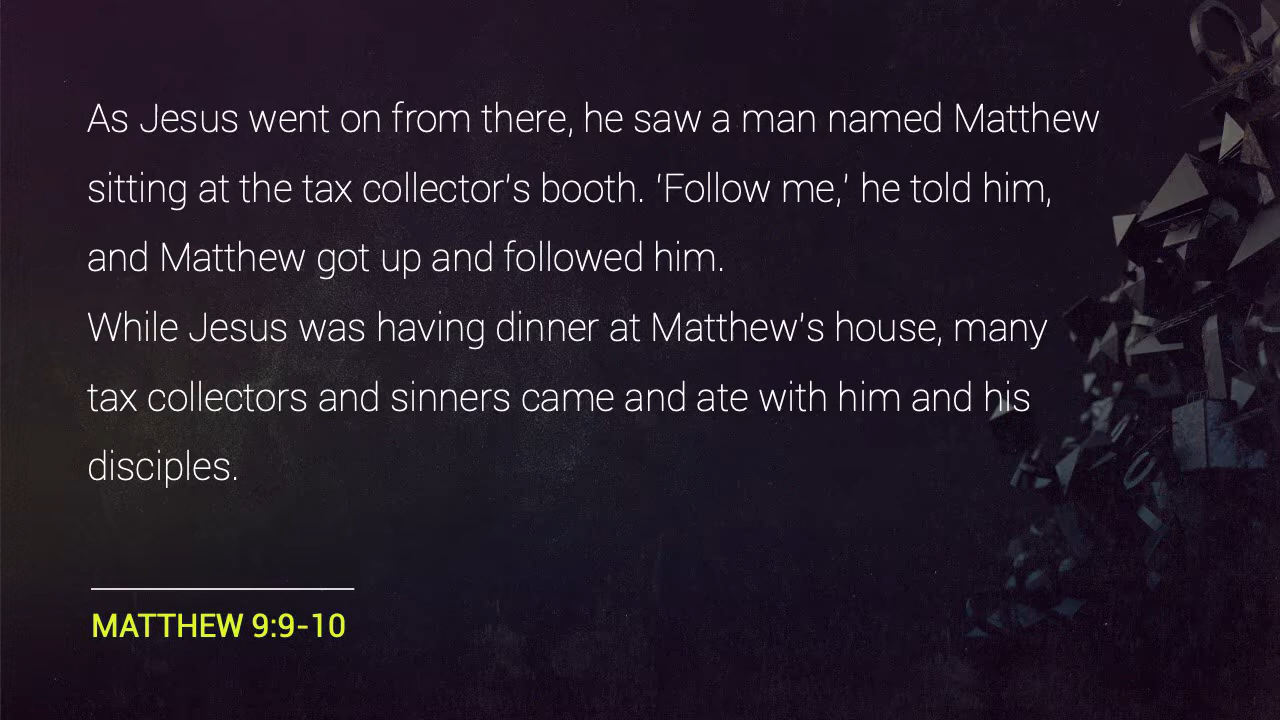 As Jesus went on from there, he saw a man named Matthew
sitting at the tax collector's booth. 'Follow me,' he told him,
and Matthew got up and followed him.
While Jesus was having dinner at Matthew's house, many
tax collectors and sinners came and ate with him and his
disciples.
MATTHEW 9:9-10